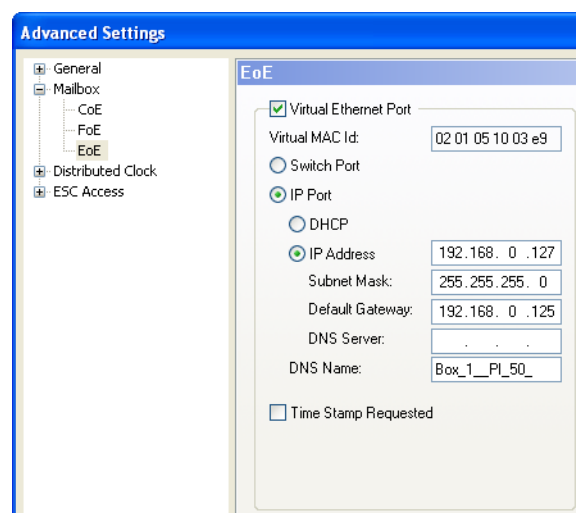 Advanced Settings
General
Mailbox
CoE
FoE
EoE
Distributed Clock
ESC Access
EoE
Virtual Ethernet Port
Virtual MAC Id: 02 01 05 10 03 e9
Switch Port
IP Port
DHCP
IP Address 192.168. 0 .127
Subnet Mask: 255.255.255. 0
Default Gateway: 192.168. 0 .125
DNS Server: . . .
DNS Name: Box_1__PI_50_
Time Stamp Requested